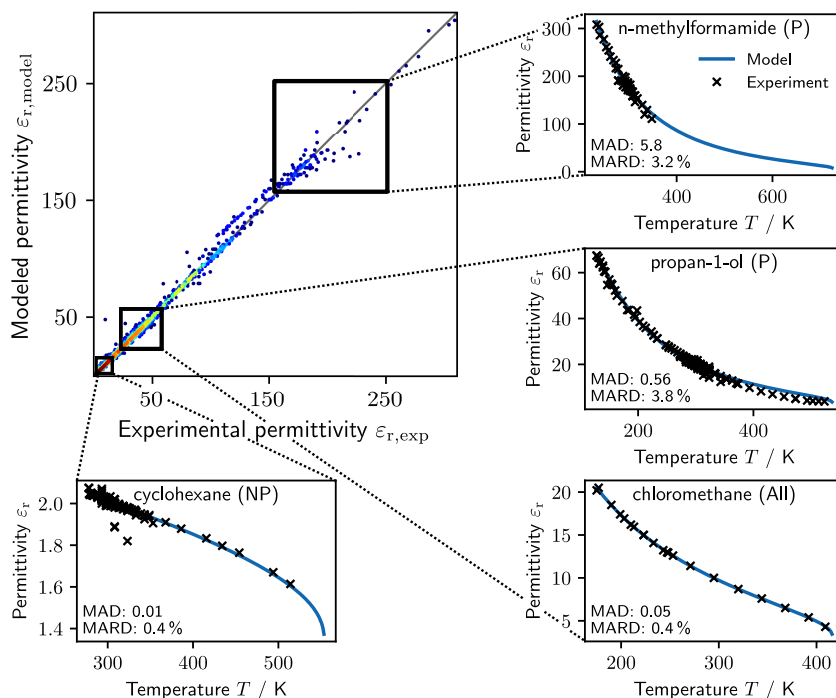 250
150
50
Modeled permittivity εr,model
50
150
250
Experimental permittivity εr,exp
n-methylformamide (P)
Model
Experiment
MAD: 5.8
MARD: 3.2 %
300
200
100
0
Permittivity εr
400
600
Temperature T / K
propan-1-ol (P)
MAD: 0.56
MARD: 3.8 %
60
40
20
Permittivity εr
200
400
Temperature T / K
cyclohexane (NP)
MAD: 0.01
MARD: 0.4 %
2.0
1.8
1.6
1.4
Permittivity εr
300
400
500
Temperature T / K
chloromethane (All)
MAD: 0.05
MARD: 0.4 %
20
15
10
5
Permittivity εr
200
300
400
Temperature T / K